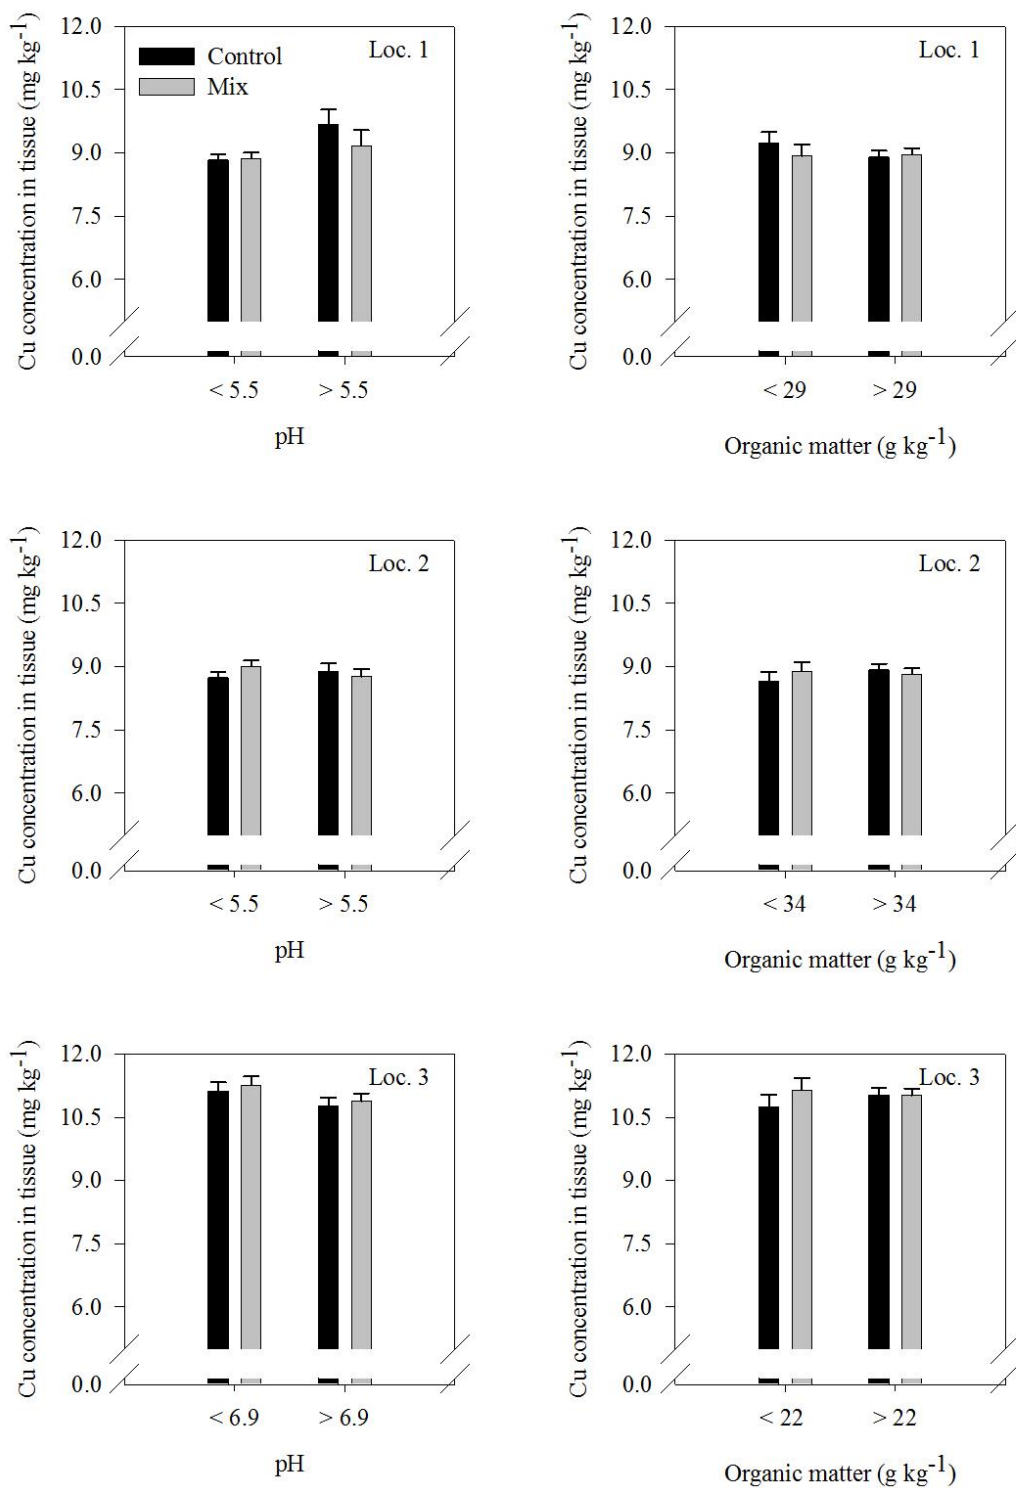 Cu concentration in tissue (mg kg-1)
12.0
10.5
9.0
7.5
6.0
0.0
Control
Mix
Loc. 1
< 5.5
> 5.5
pH
Cu concentration in tissue (mg kg-1)
12.0
10.5
9.0
7.5
6.0
0.0
Loc. 1
< 29
> 29
Organic matter (g kg-1)
Cu concentration in tissue (mg kg-1)
12.0
10.5
9.0
7.5
6.0
0.0
Loc. 2
< 5.5
> 5.5
pH
Cu concentration in tissue (mg kg-1)
12.0
10.5
9.0
7.5
6.0
0.0
Loc. 2
< 34
> 34
Organic matter (g kg-1)
Cu concentration in tissue (mg kg-1)
12.0
10.5
9.0
7.5
6.0
0.0
Loc. 3
< 6.9
> 6.9
pH
Cu concentration in tissue (mg kg-1)
12.0
10.5
9.0
7.5
6.0
0.0
Loc. 3
< 22
> 22
Organic matter (g kg-1)